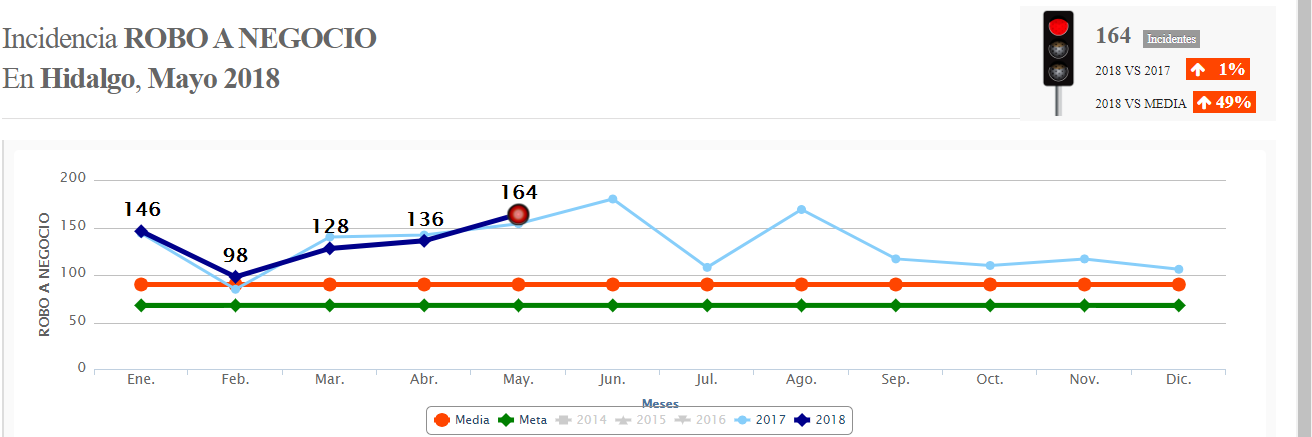 Incidencia ROBO A NEGOCIO
En Hidalgo, Mayo 2018
164 Incidentes
2018 VS 2017 1%
2018 VS MEDIA 49%
ROBO A NEGOCIO
200
150
100
50
0
146
98
128
136
164
Ene. Feb. Mar. Abr. May. Jun. Jul. Ago. Sep. Oct. Nov. Dic.
Meses
Media Meta 2014 2015 2016 2017 2018